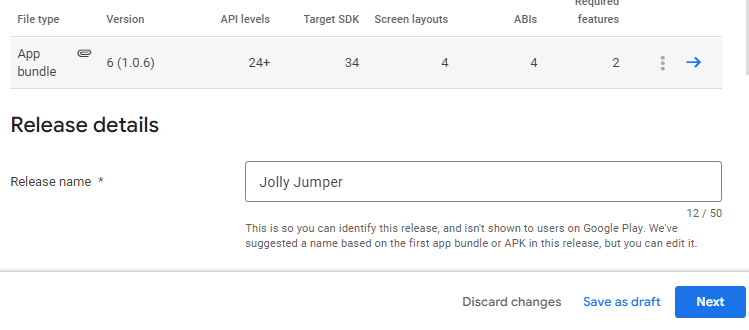 Required
File type Version API levels Target SDK Screen layouts ABIs features
App
bundle 6 (1.0.6) 24+ 34 4 4 2
Release details
Release name * Jolly Jumper
12 / 50
This is so you can identify this release, and isn't shown to users on Google Play. We've
suggested a name based on the first app bundle or APK in this release, but you can edit it.
Discard changes Save as draft Next